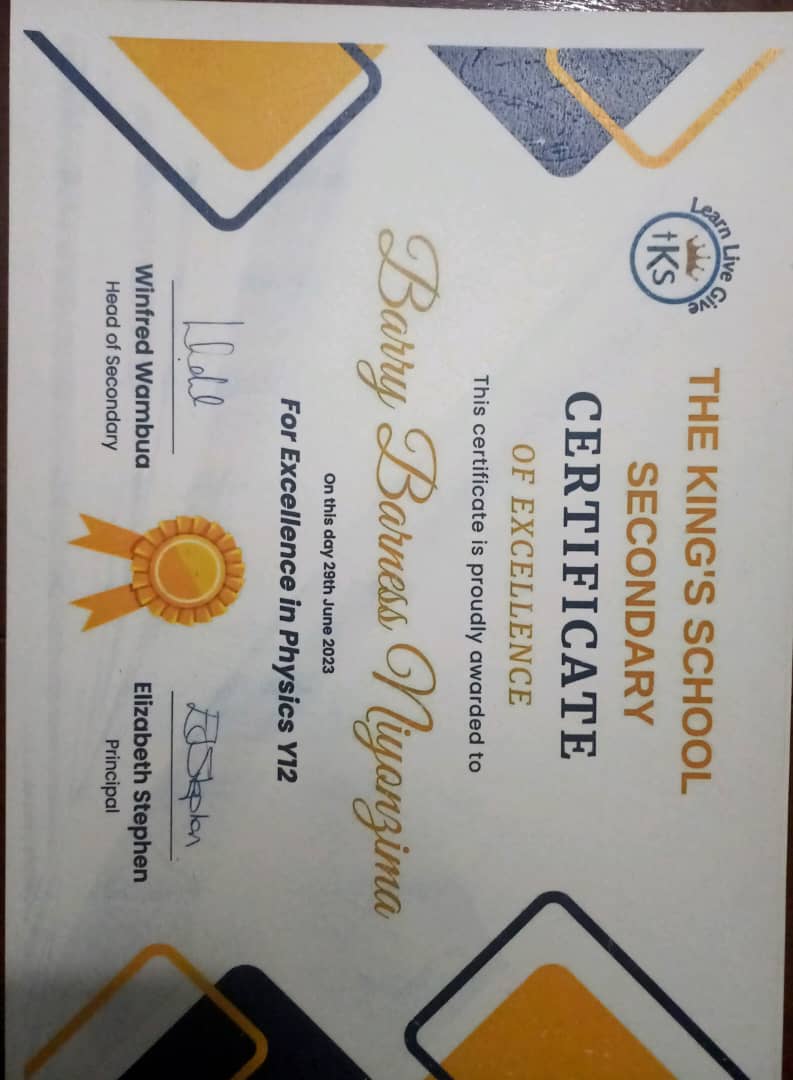 Learn Live Give
tKS
THE KING'S SCHOOL
SECONDARY
CERTIFICATE
OF EXCELLENCE
This certificate is proudly awarded to
Barry Barness Niyonzima
On this day 29th June 2023
For Excellence in Physics Y12
EJStephen
Winfred Wambua
Elizabeth Stephen
Head of Secondary
Principal